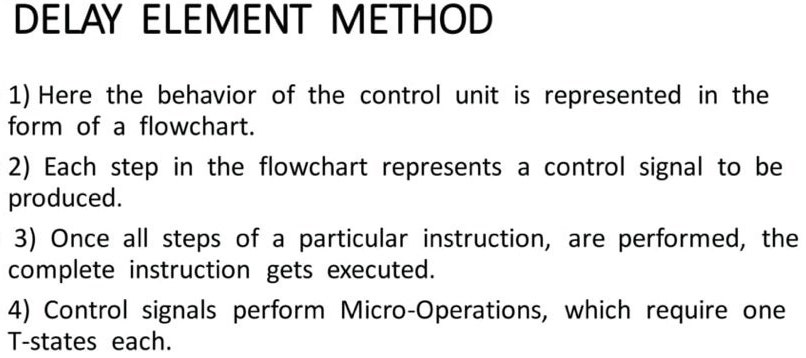 DELAY ELEMENT METHOD
1) Here the behavior of the control unit is represented in the
form of a flowchart.
2) Each step in the flowchart represents a control signal to be
produced.
3) Once all steps of a particular instruction, are performed, the
complete instruction gets executed.
4) Control signals perform Micro-Operations, which require one
T-states each.